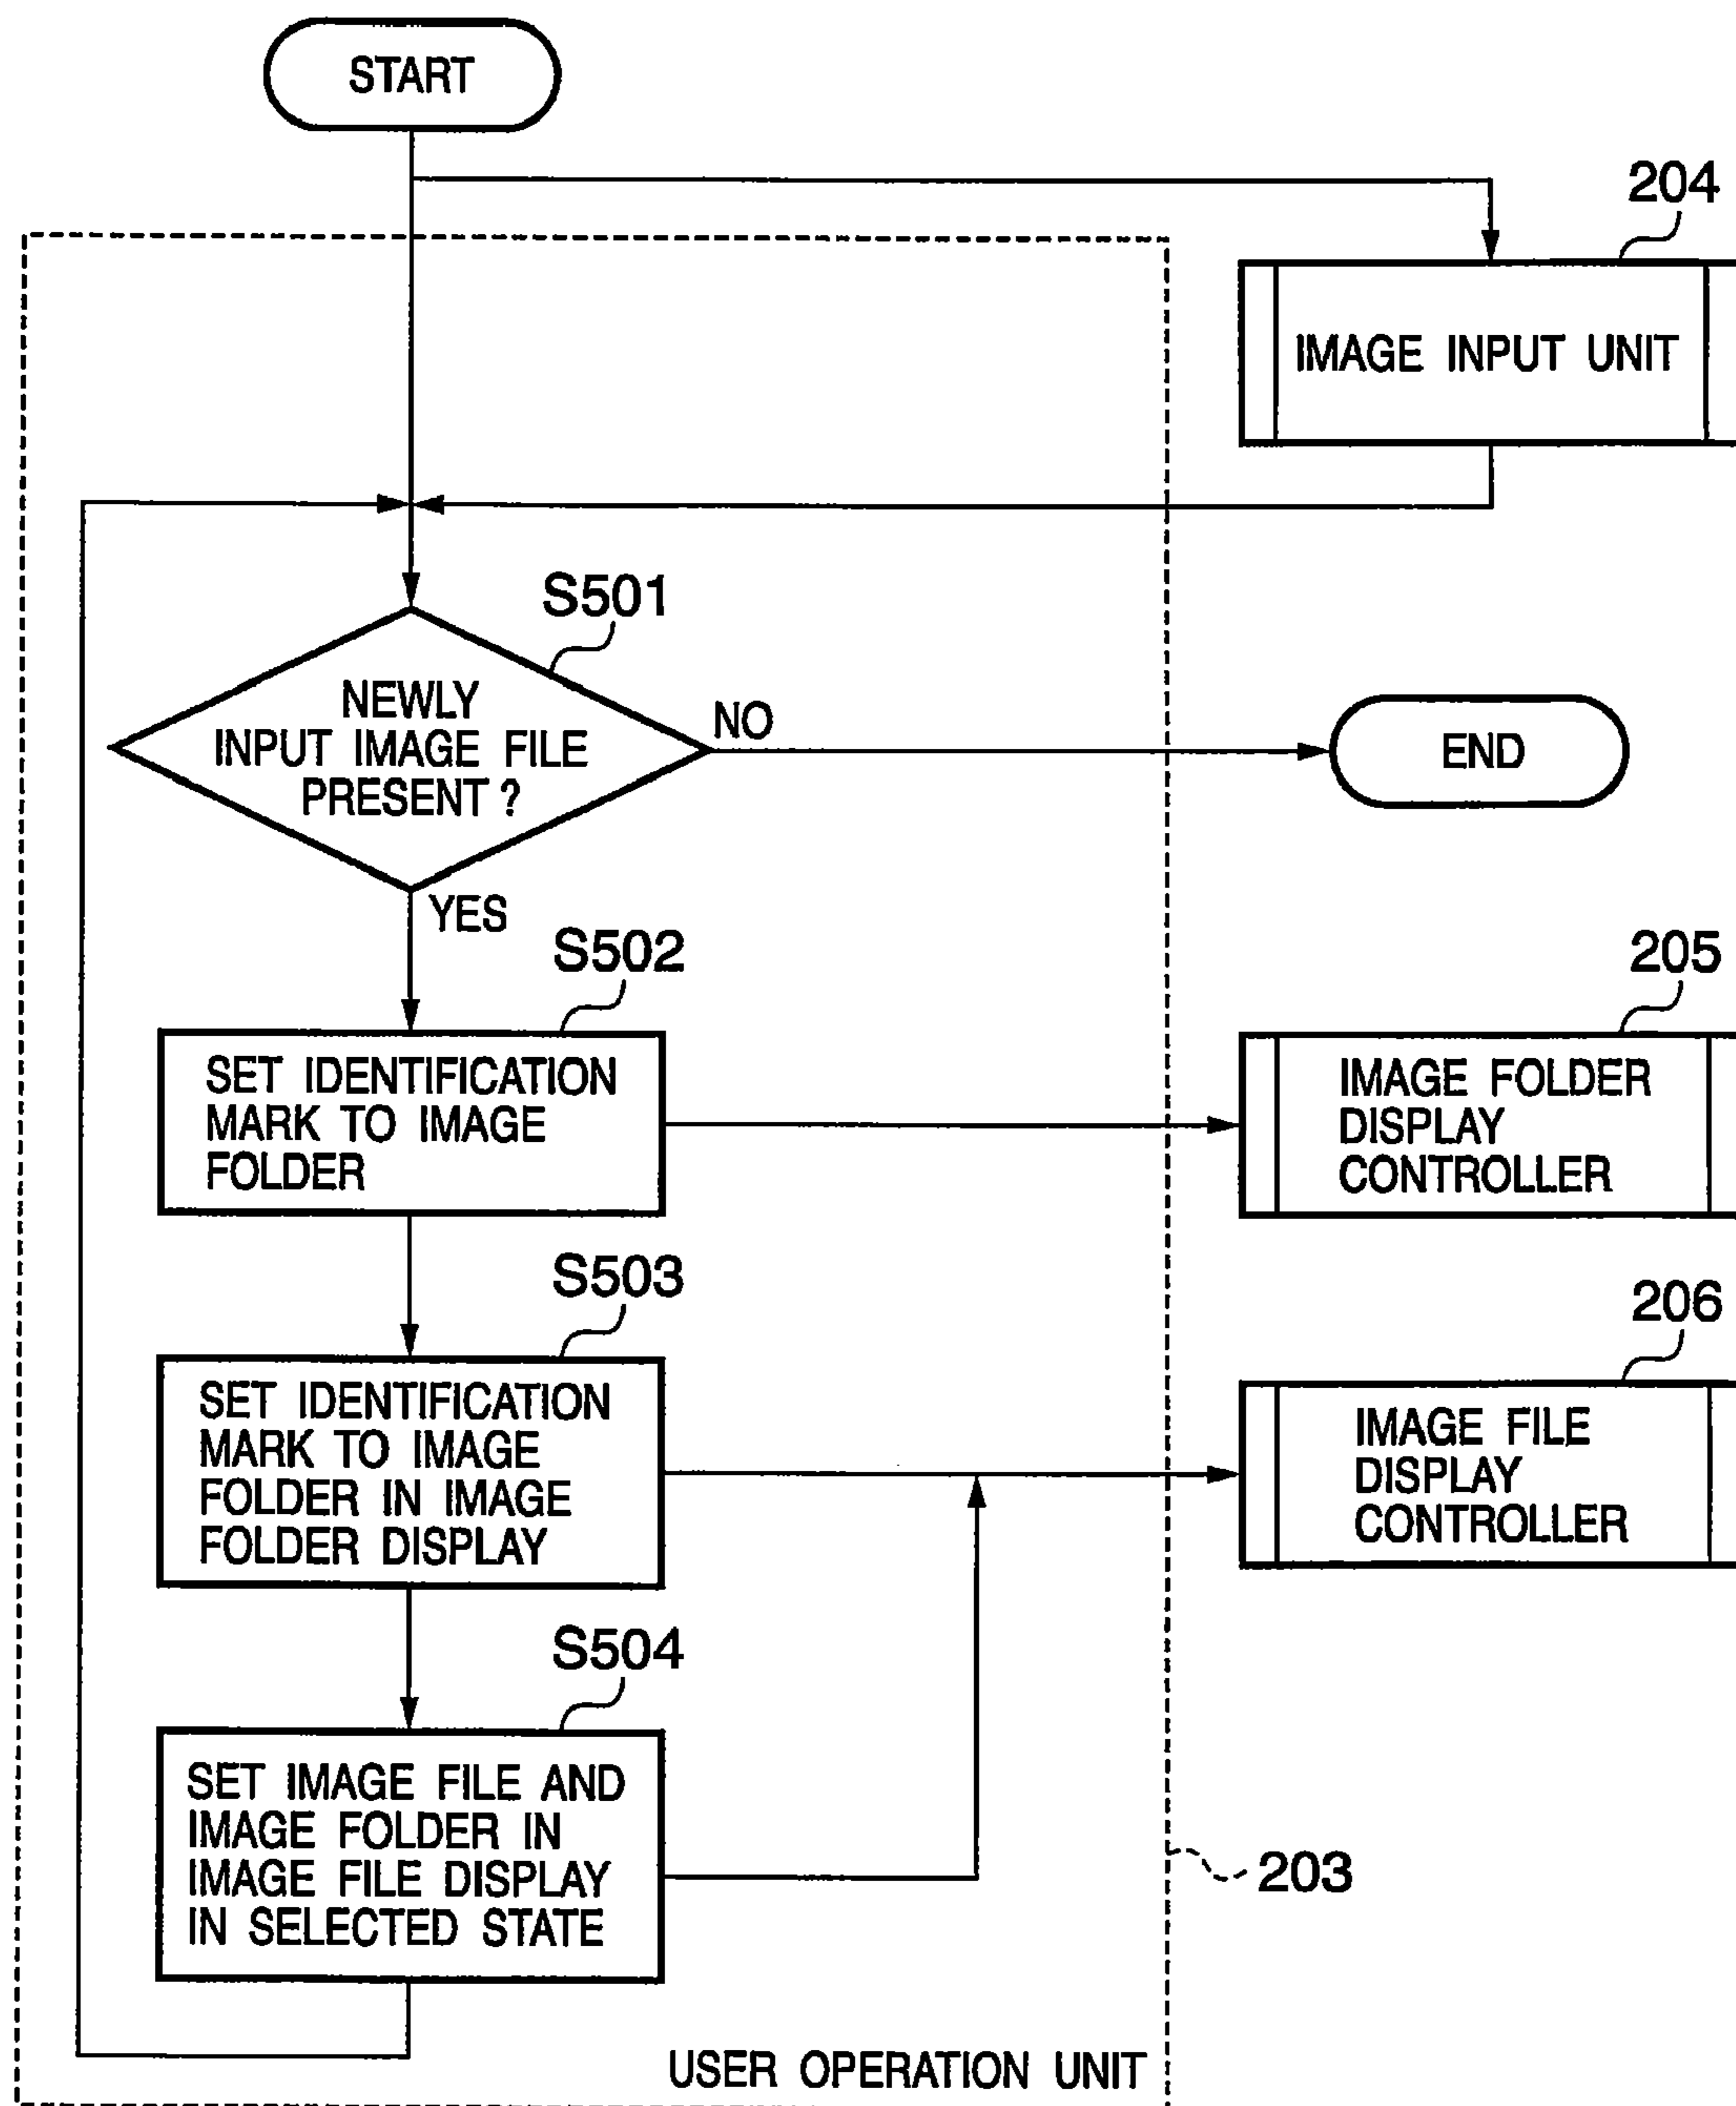 START
204
IMAGE INPUT UNIT
S501
NEWLY
INPUT IMAGE FILE
PRESENT ?
NO
END
YES
S502
SET IDENTIFICATION
MARK TO IMAGE
FOLDER
205
IMAGE FOLDER
DISPLAY
CONTROLLER
S503
SET IDENTIFICATION
MARK TO IMAGE
FOLDER IN IMAGE
FOLDER DISPLAY
206
IMAGE FILE
DISPLAY
CONTROLLER
S504
SET IMAGE FILE AND
IMAGE FOLDER IN
IMAGE FILE DISPLAY
IN SELECTED STATE
203
USER OPERATION UNIT